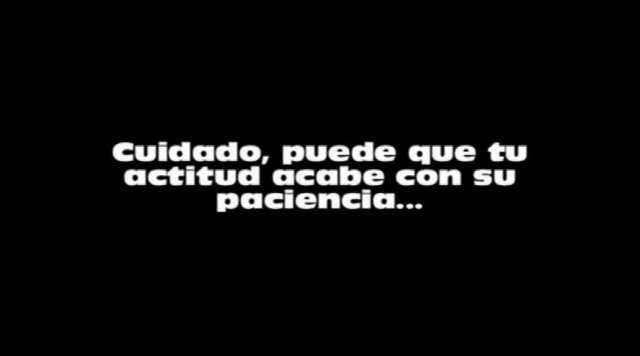 Cuidado, puede que tu
actitud acabe con su
paciencia...